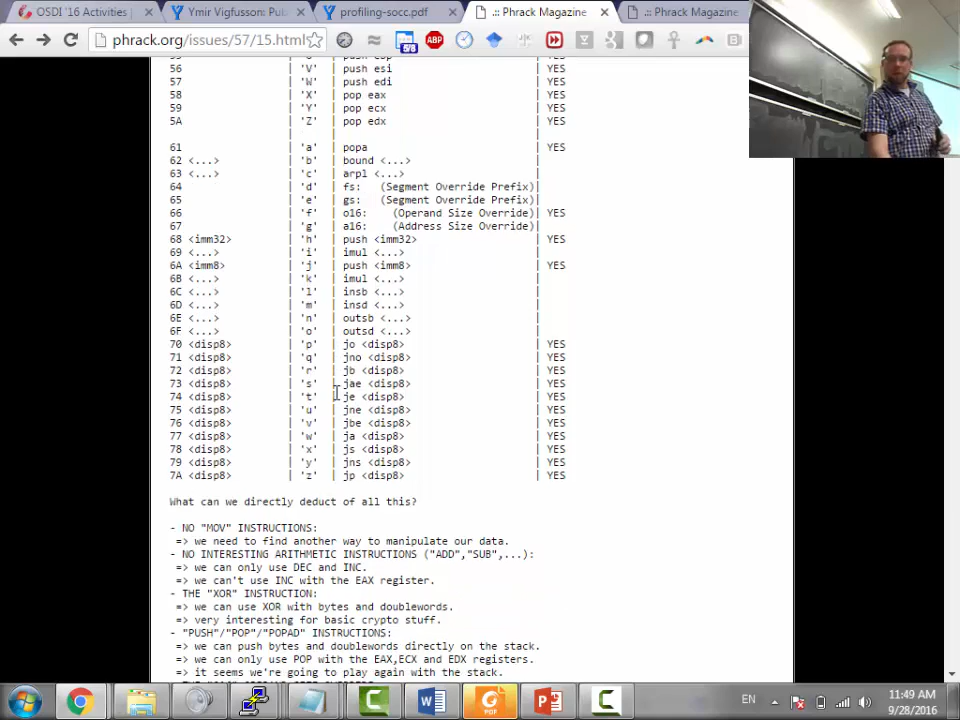 OSDI '16 Activities |
Ymir Vigfusson: Pub
profiling-socc.pdf
.:: Phrack Magazine
.:: Phrack Magazine
phrack.org/issues/57/15.html
5/8
ABP
56 | 'V' | push esi | YES
57 | 'W' | push edi | YES
58 | 'X' | pop eax | YES
59 | 'Y' | pop ecx | YES
5A | 'Z' | pop edx | YES
61 | 'a' | popa | YES
62 <...> | 'b' | bound <...> |
63 <...> | 'c' | arpl <...> |
64 | 'd' | fs: (Segment Override Prefix)|
65 | 'e' | gs: (Segment Override Prefix)|
66 | 'f' | o16: (Operand Size Override)| YES
67 | 'g' | a16: (Address Size Override)|
68 <imm32> | 'h' | push <imm32> | YES
69 <...> | 'i' | imul <...> |
6A <imm8> | 'j' | push <imm8> | YES
6B <...> | 'k' | imul <...> |
6C <...> | 'l' | insb <...> |
6D <...> | 'm' | insd <...> |
6E <...> | 'n' | outsb <...> |
6F <...> | 'o' | outsd <...> |
70 <disp8> | 'p' | jo <disp8> | YES
71 <disp8> | 'q' | jno <disp8> | YES
72 <disp8> | 'r' | jb <disp8> | YES
73 <disp8> | 's' | jae <disp8> | YES
74 <disp8> | 't' | je <disp8> | YES
75 <disp8> | 'u' | jne <disp8> | YES
76 <disp8> | 'v' | jbe <disp8> | YES
77 <disp8> | 'w' | ja <disp8> | YES
78 <disp8> | 'x' | js <disp8> | YES
79 <disp8> | 'y' | jns <disp8> | YES
7A <disp8> | 'z' | jp <disp8> | YES
What can we directly deduct of all this?
- NO "MOV" INSTRUCTIONS:
=> we need to find another way to manipulate our data.
- NO INTERESTING ARITHMETIC INSTRUCTIONS ("ADD","SUB",...):
=> we can only use DEC and INC.
=> we can't use INC with the EAX register.
- THE "XOR" INSTRUCTION:
=> we can use XOR with bytes and doublewords.
=> very interesting for basic crypto stuff.
- "PUSH"/"POP"/"POPAD" INSTRUCTIONS:
=> we can push bytes and doublewords directly on the stack.
=> we can only use POP with the EAX,ECX and EDX registers.
=> it seems we're going to play again with the stack.
EN
11:49 AM
9/28/2016